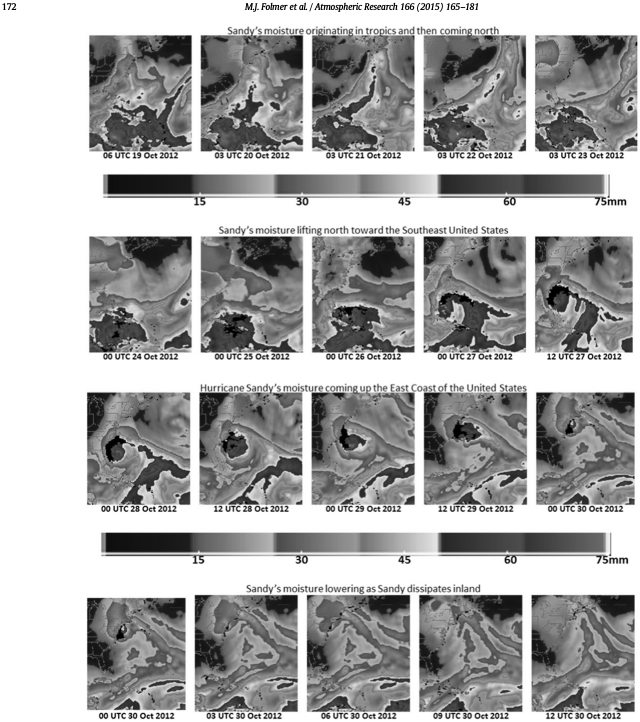 172 M.J. Folmer et al. / Atmospheric Research 166 (2015) 165–181
Sandy's moisture originating in tropics and then coming north
06 UTC 19 Oct 2012 03 UTC 20 Oct 2012 03 UTC 21 Oct 2012 03 UTC 22 Oct 2012 03 UTC 23 Oct 2012
15 30 45 60 75mm
Sandy's moisture lifting north toward the Southeast United States
00 UTC 24 Oct 2012 00 UTC 25 Oct 2012 00 UTC 26 Oct 2012 00 UTC 27 Oct 2012 12 UTC 27 Oct 2012
Hurricane Sandy's moisture coming up the East Coast of the United States
00 UTC 28 Oct 2012 12 UTC 28 Oct 2012 00 UTC 29 Oct 2012 12 UTC 29 Oct 2012 00 UTC 30 Oct 2012
15 30 45 60 75mm
Sandy's moisture lowering as Sandy dissipates inland
00 UTC 30 Oct 2012 03 UTC 30 Oct 2012 06 UTC 30 Oct 2012 09 UTC 30 Oct 2012 12 UTC 30 Oct 2012